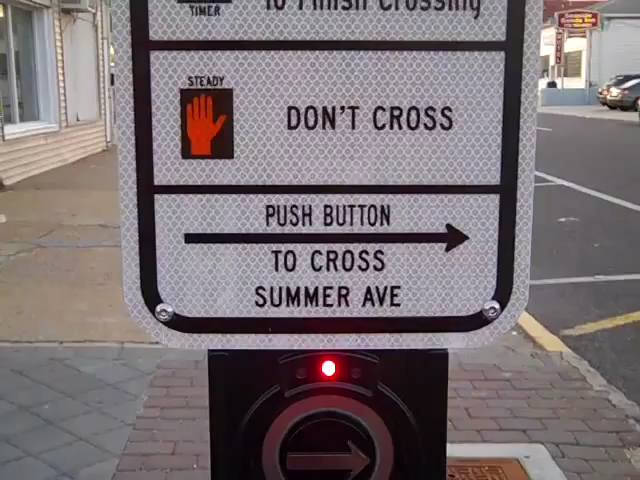 TIMER
To Finish Crossing
STEADY
DON'T CROSS
PUSH BUTTON
TO CROSS
SUMMER AVE